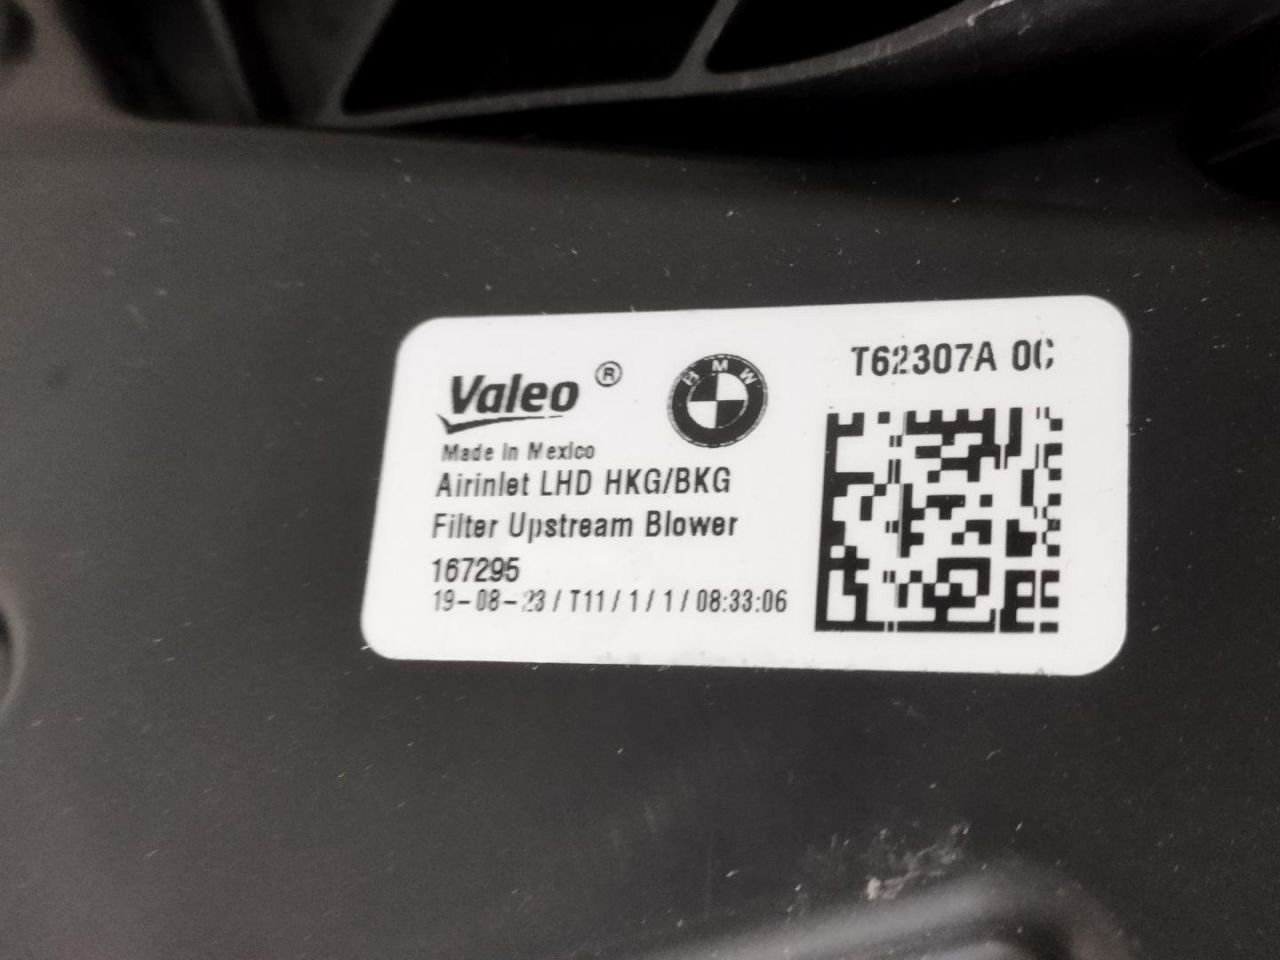 Valeo ®
BMW
T62307A 0C
Made in Mexico
Airinlet LHD HKG/BKG
Filter Upstream Blower
167295
19-08-23/T11/1/1/08:33:06